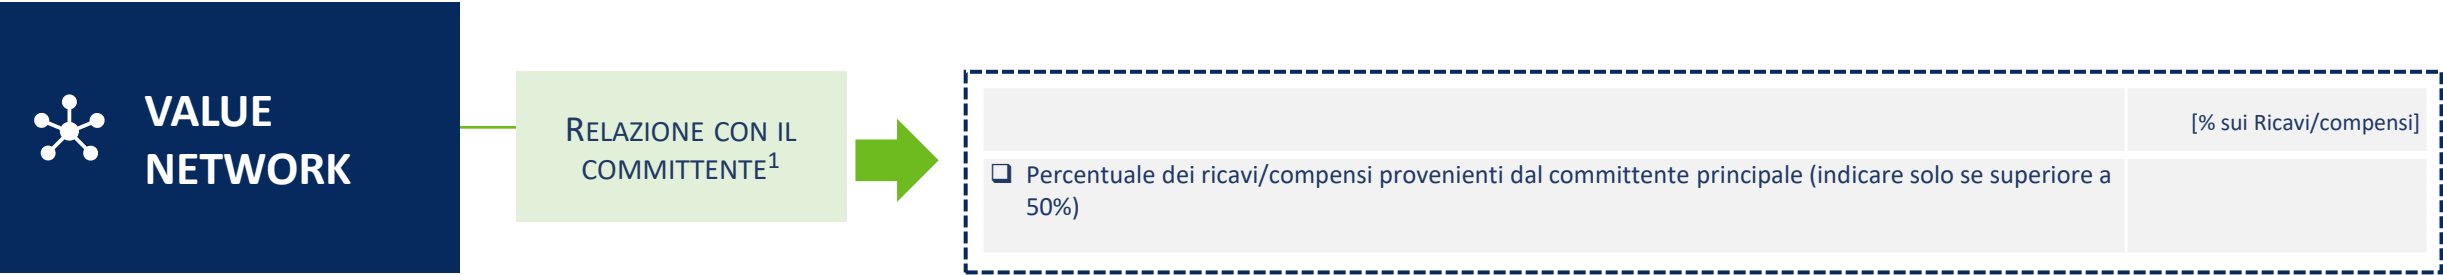 VALUE
NETWORK
RELAZIONE CON IL
COMMITTENTE1
[% sui Ricavi/compensi]
❑ Percentuale dei ricavi/compensi provenienti dal committente principale (indicare solo se superiore a
50%)